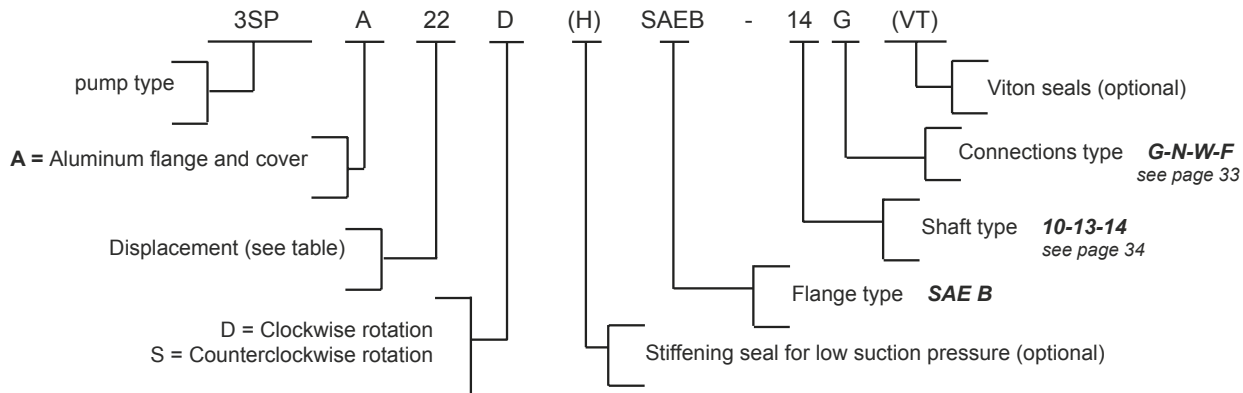 3SP A 22 D (H) SAEB - 14 G (VT)
pump type
Viton seals (optional)
A = Aluminum flange and cover
Connections type G-N-W-F
see page 33
Shaft type 10-13-14
see page 34
Displacement (see table)
Flange type SAE B
D = Clockwise rotation
S = Counterclockwise rotation
Stiffening seal for low suction pressure (optional)